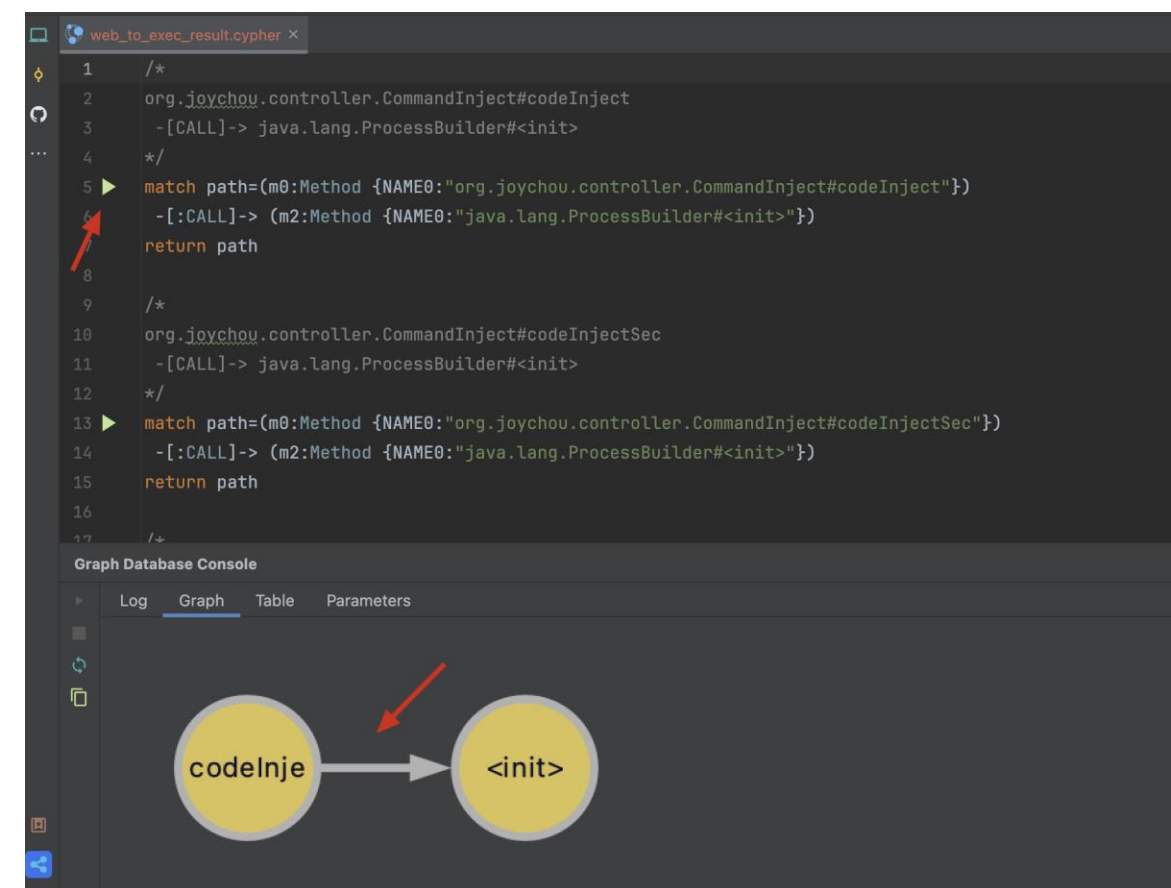 web_to_exec_result.cypher ×
1 /*
2 org.joychou.controller.CommandInject#codeInject
3 -[CALL]-> java.lang.ProcessBuilder#<init>
4 */
5 match path=(m0:Method {NAME0:"org.joychou.controller.CommandInject#codeInject"})
6 -[:CALL]-> (m2:Method {NAME0:"java.lang.ProcessBuilder#<init>"})
7 return path
8
9 /*
10 org.joychou.controller.CommandInject#codeInjectSec
11 -[CALL]-> java.lang.ProcessBuilder#<init>
12 */
13 match path=(m0:Method {NAME0:"org.joychou.controller.CommandInject#codeInjectSec"})
14 -[:CALL]-> (m2:Method {NAME0:"java.lang.ProcessBuilder#<init>"})
15 return path
16
17 /*
Graph Database Console
Log Graph Table Parameters
codeInje <init>